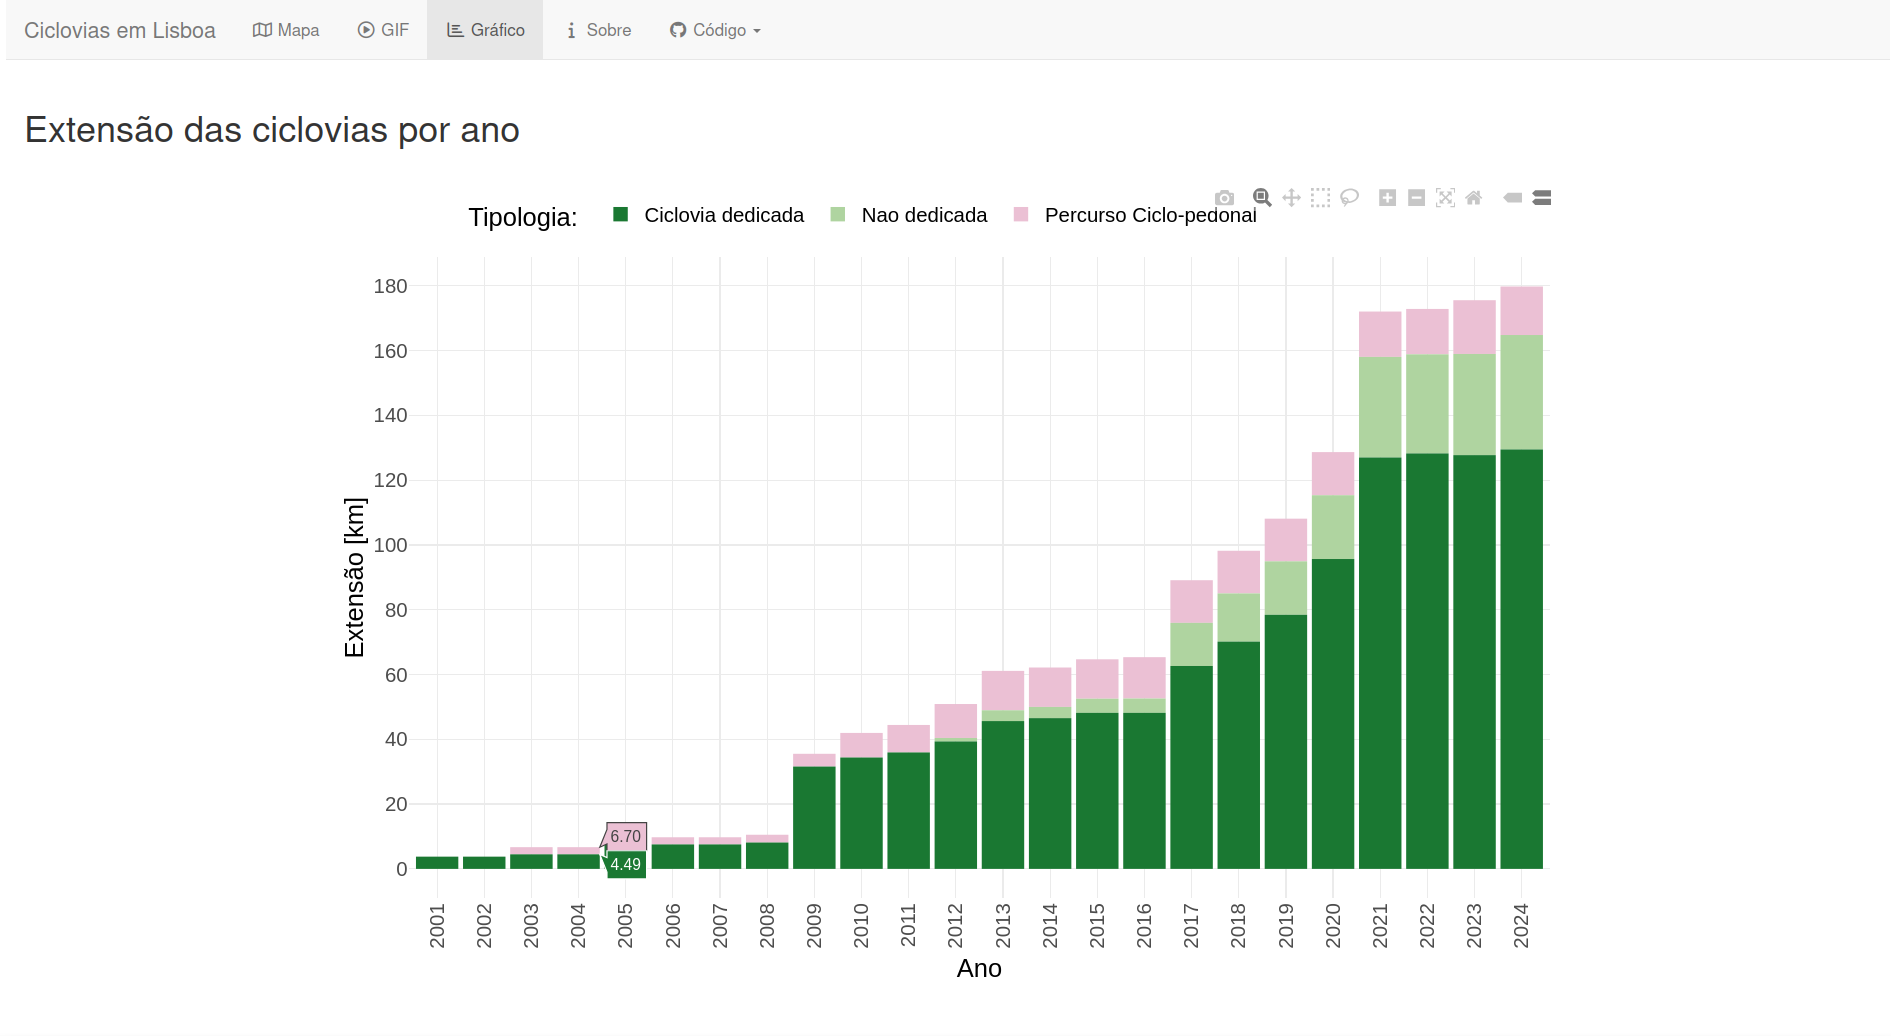 Ciclovias em Lisboa Mapa GIF Gráfico Sobre Código
Extensão das ciclovias por ano
Tipologia: Ciclovia dedicada Nao dedicada Percurso Ciclo-pedonal
180
160
140
120
100
80
60
40
20
0
Extensão [km]
6.70
4.49
2001 2002 2003 2004 2005 2006 2007 2008 2009 2010 2011 2012 2013 2014 2015 2016 2017 2018 2019 2020 2021 2022 2023 2024
Ano